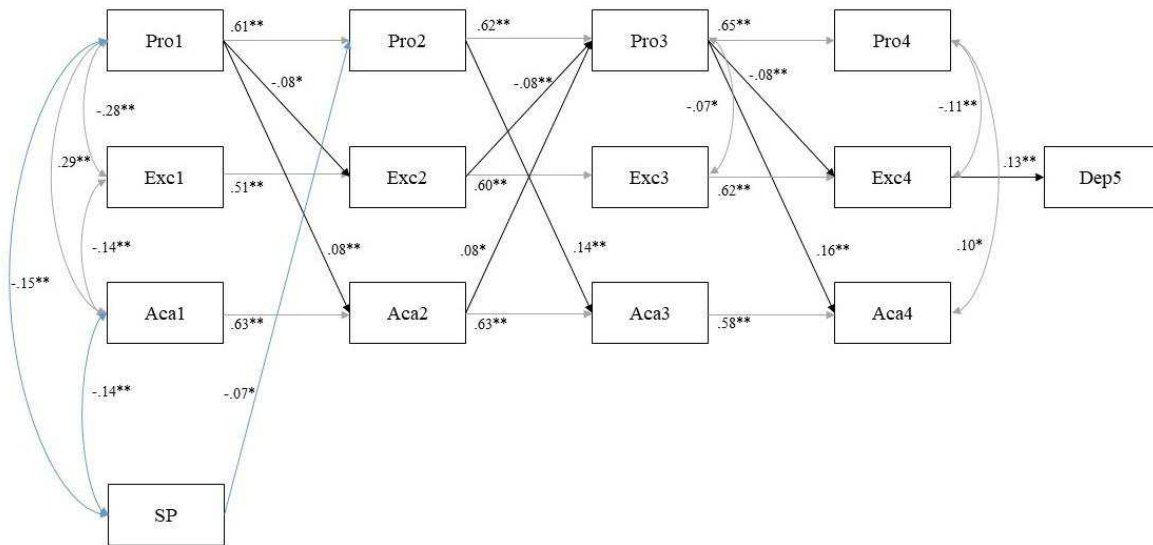 .61**
.62**
.65**
Pro1
Pro2
Pro3
Pro4
-.08*
-.08**
-.08**
-.28**
-.07*
-.11**
.29**
.13**
Exc1
Exc2
Exc3
Exc4
Dep5
.51**
.60**
.62**
-.14**
.08**
.08*
.14**
.16**
.10*
-.15**
Aca1
Aca2
Aca3
Aca4
.63**
.63**
.58**
-.14**
-.07*
SP